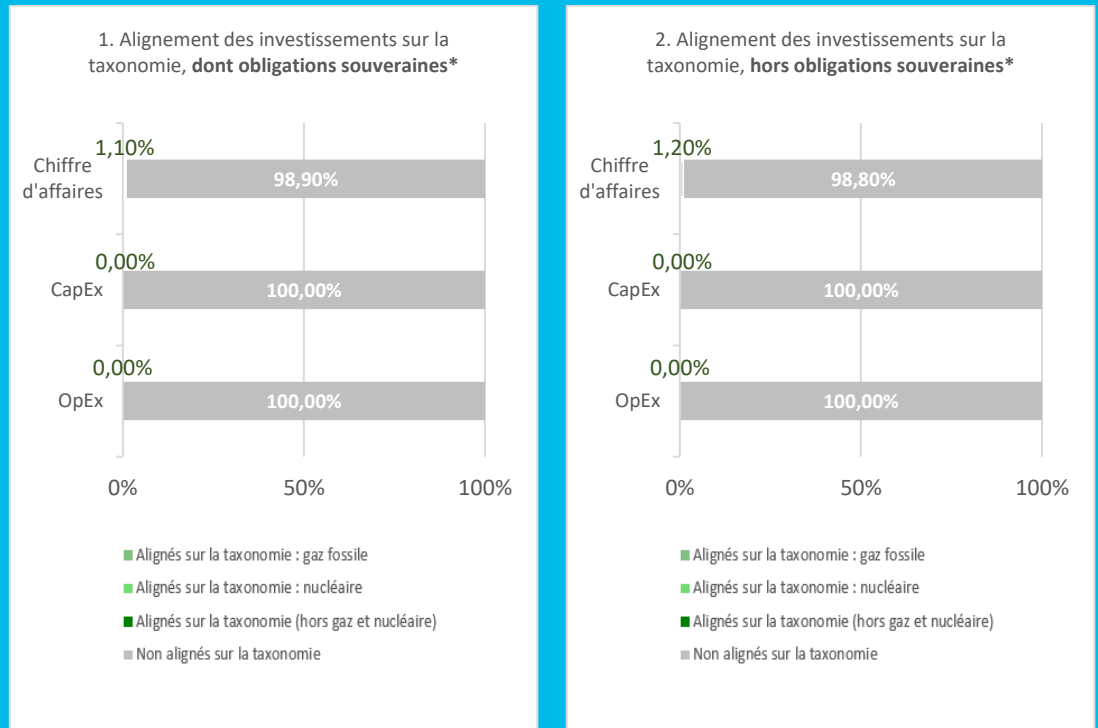 1. Alignement des investissements sur la
taxonomie, dont obligations souveraines*
1,10%
Chiffre
d'affaires
98,90%
0,00%
CapEx
100,00%
0,00%
OpEx
100,00%
0%
50%
100%
Alignés sur la taxonomie : gaz fossile
Alignés sur la taxonomie : nucléaire
Alignés sur la taxonomie (hors gaz et nucléaire)
Non alignés sur la taxonomie
2. Alignement des investissements sur la
taxonomie, hors obligations souveraines*
1,20%
Chiffre
d'affaires
98,80%
0,00%
CapEx
100,00%
0,00%
OpEx
100,00%
0%
50%
100%
Alignés sur la taxonomie : gaz fossile
Alignés sur la taxonomie : nucléaire
Alignés sur la taxonomie (hors gaz et nucléaire)
Non alignés sur la taxonomie